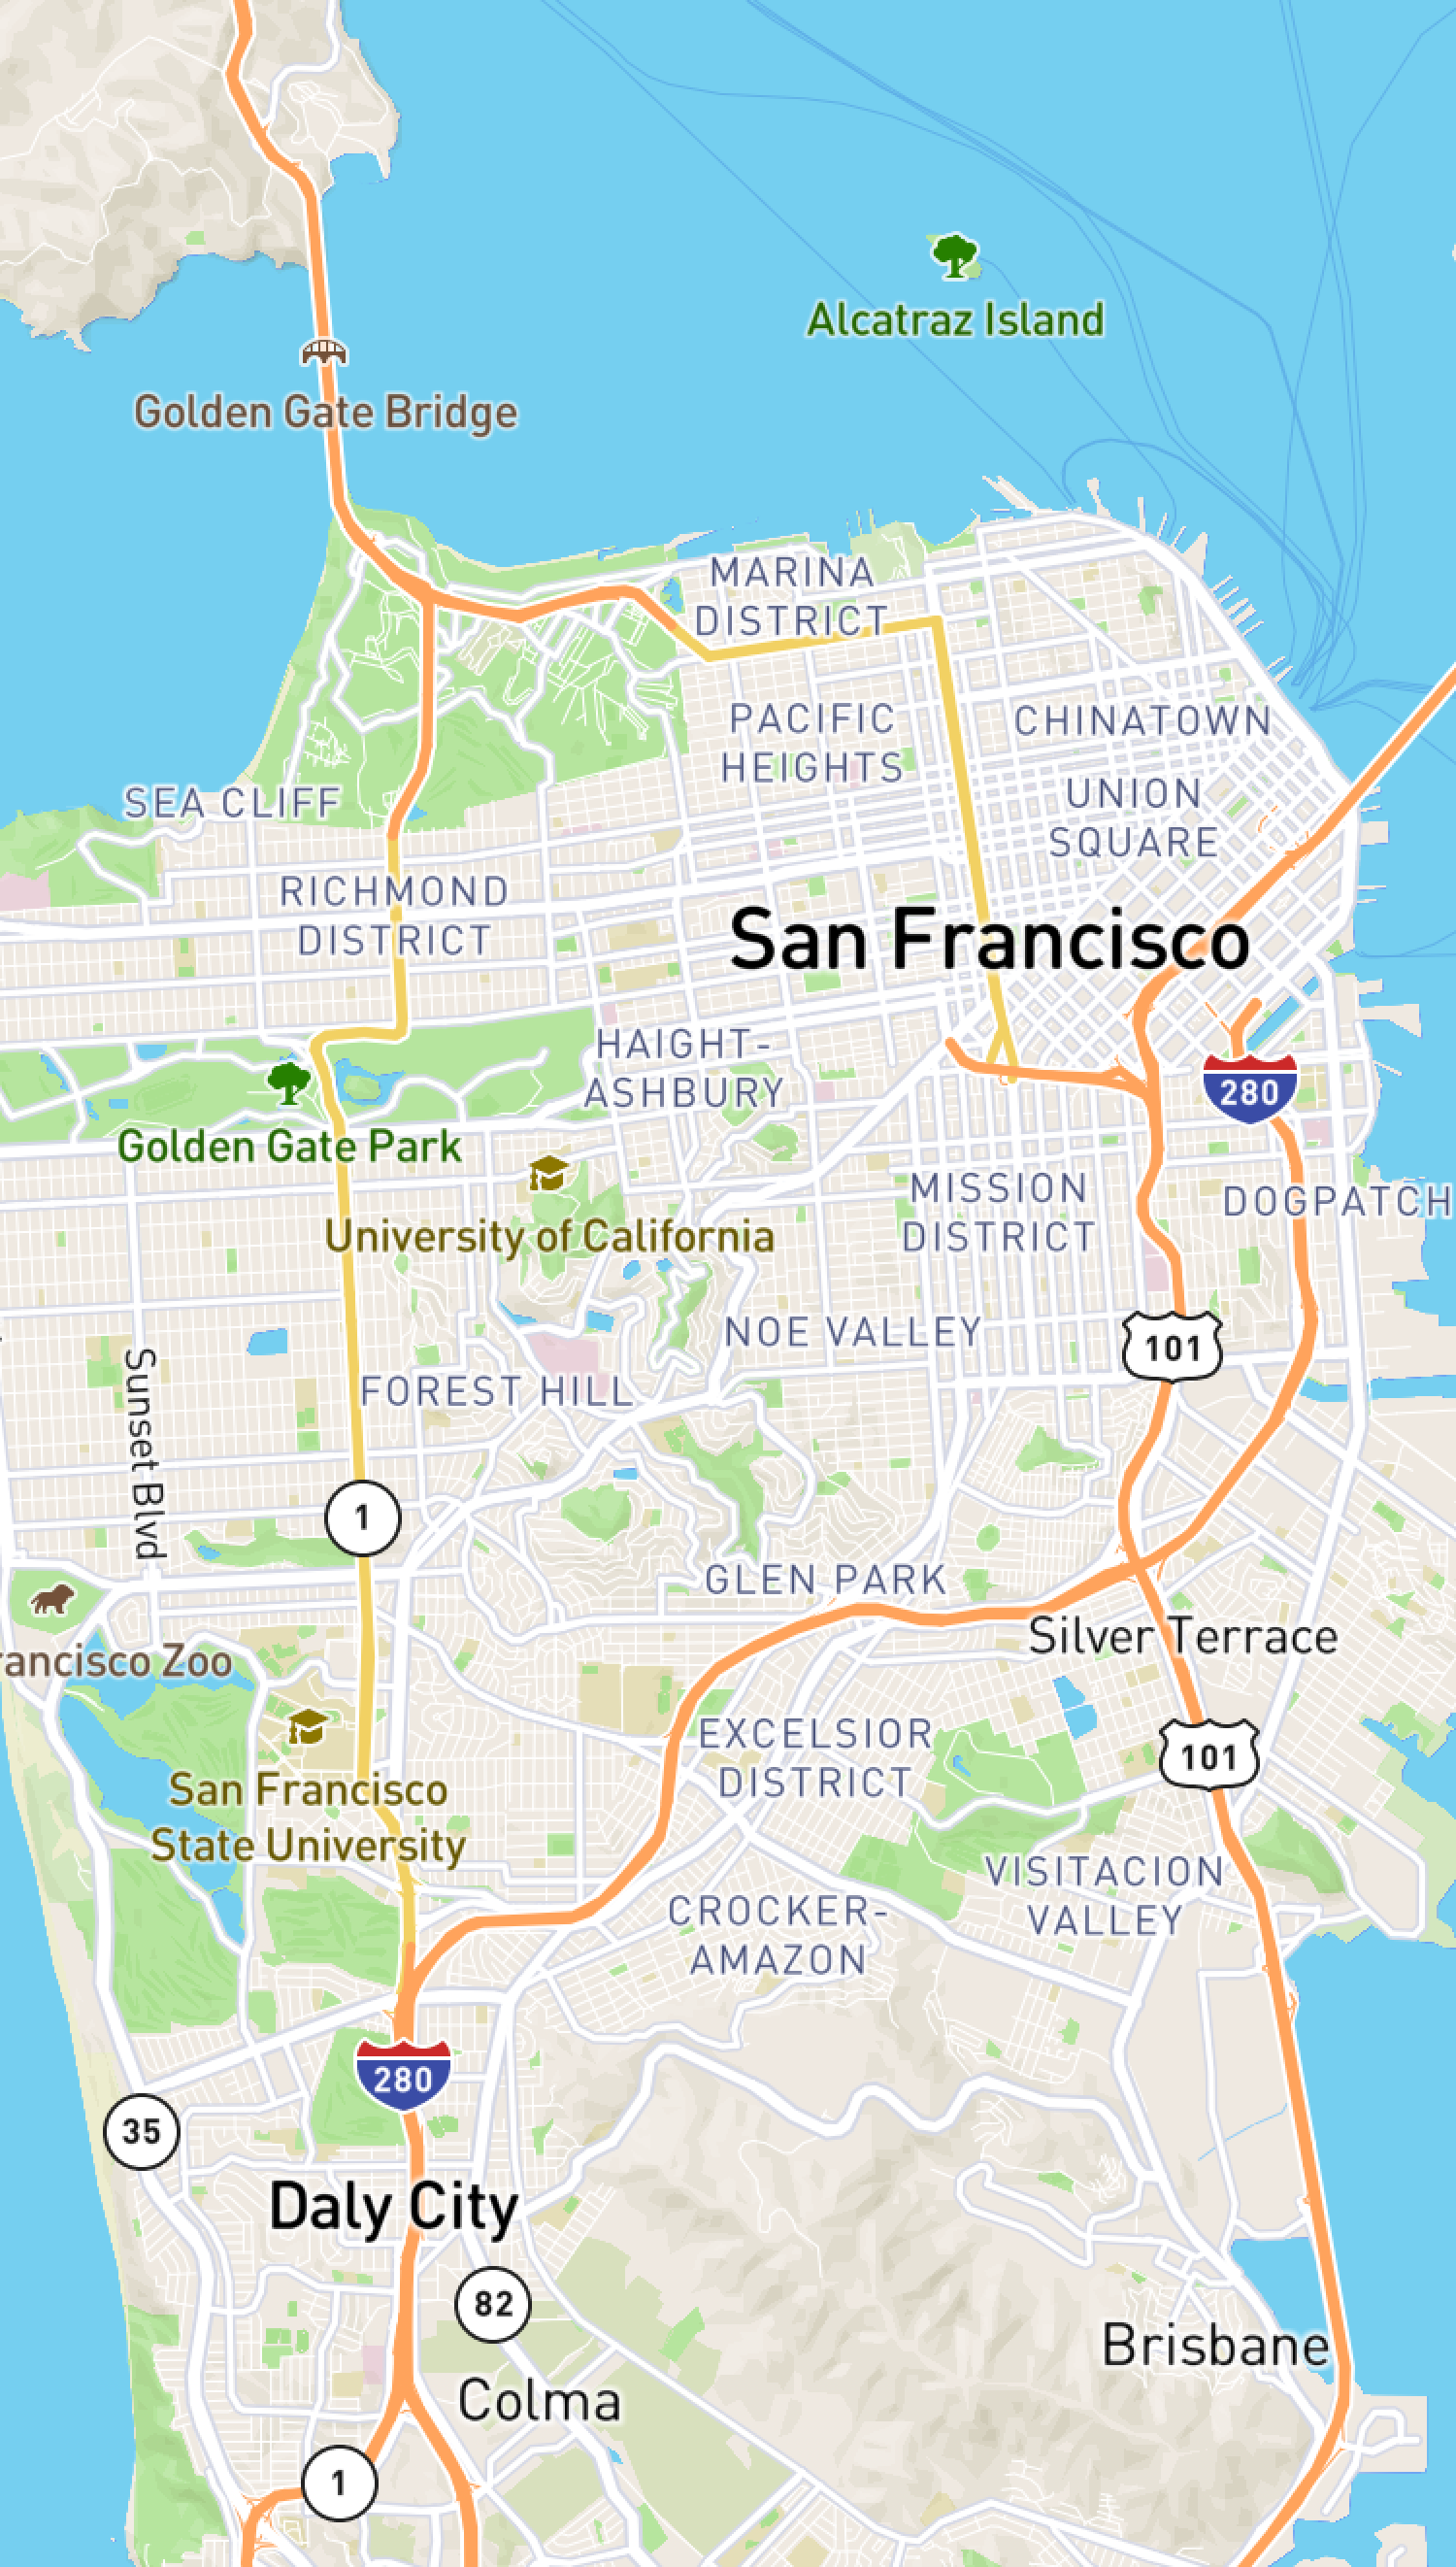 Alcatraz Island
Golden Gate Bridge
MARINA
DISTRICT
PACIFIC
HEIGHTS
CHINATOWN
SEA CLIFF
UNION
SQUARE
RICHMOND
DISTRICT
San Francisco
HAIGHT-
ASHBURY
280
Golden Gate Park
MISSION
DISTRICT
DOGPATCH
University of California
NOE VALLEY
101
Sunset Blvd
FOREST HILL
1
GLEN PARK
Silver Terrace
rancisco Zoo
EXCELSIOR
DISTRICT
101
San Francisco
State University
VISITACION
VALLEY
CROCKER-
AMAZON
280
35
Daly City
82
Brisbane
Colma
1